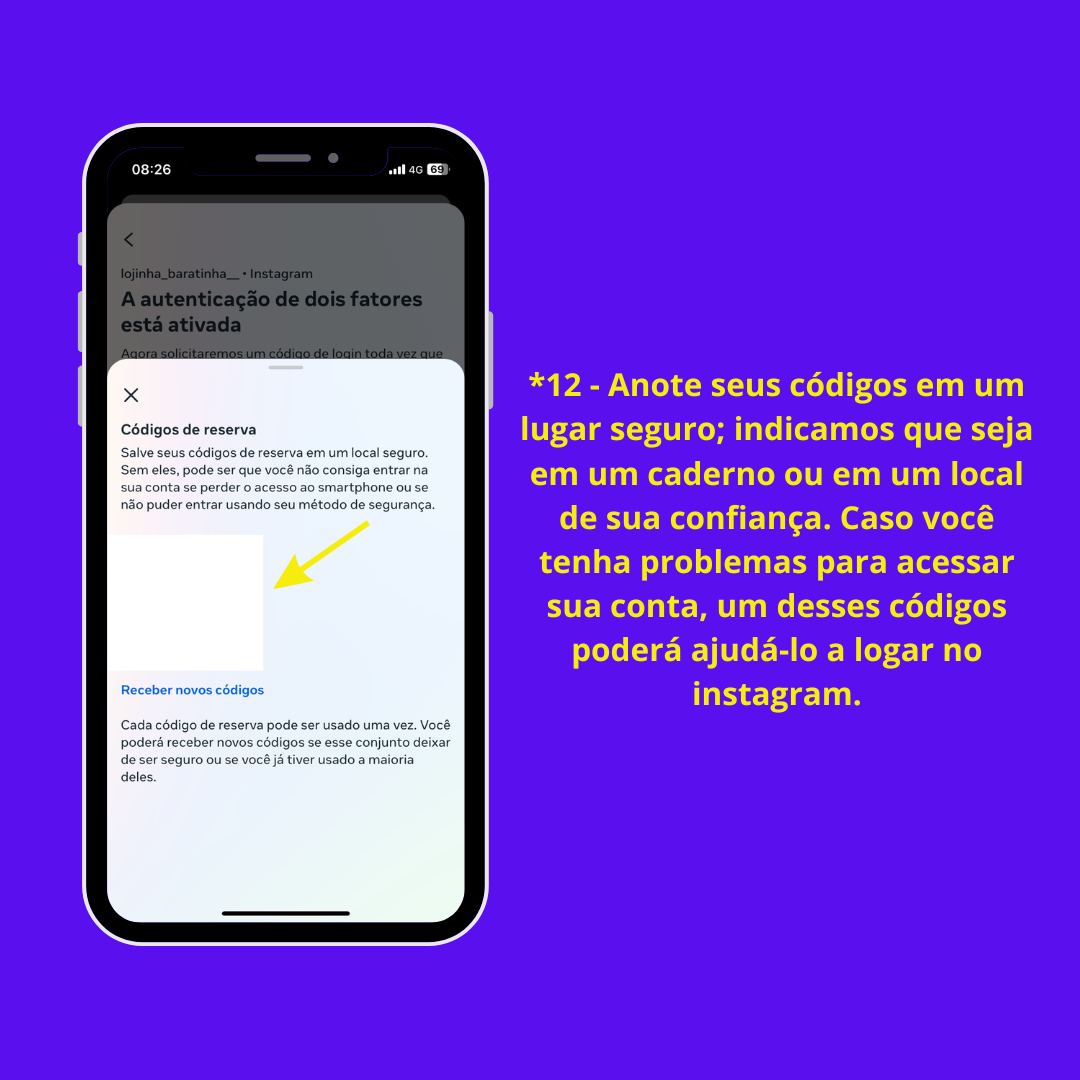 08:26
4G
69
lojinha_baratinha__ • Instagram
A autenticação de dois fatores
está ativada
Agora solicitaremos um código de login toda vez que
Códigos de reserva
Salve seus códigos de reserva em um local seguro.
Sem eles, pode ser que você não consiga entrar na
sua conta se perder o acesso ao smartphone ou se
não puder entrar usando seu método de segurança.
Receber novos códigos
Cada código de reserva pode ser usado uma vez. Você
poderá receber novos códigos se esse conjunto deixar
de ser seguro ou se você já tiver usado a maioria
deles.
*12 - Anote seus códigos em um
lugar seguro; indicamos que seja
em um caderno ou em um local
de sua confiança. Caso você
tenha problemas para acessar
sua conta, um desses códigos
poderá ajudá-lo a logar no
instagram.